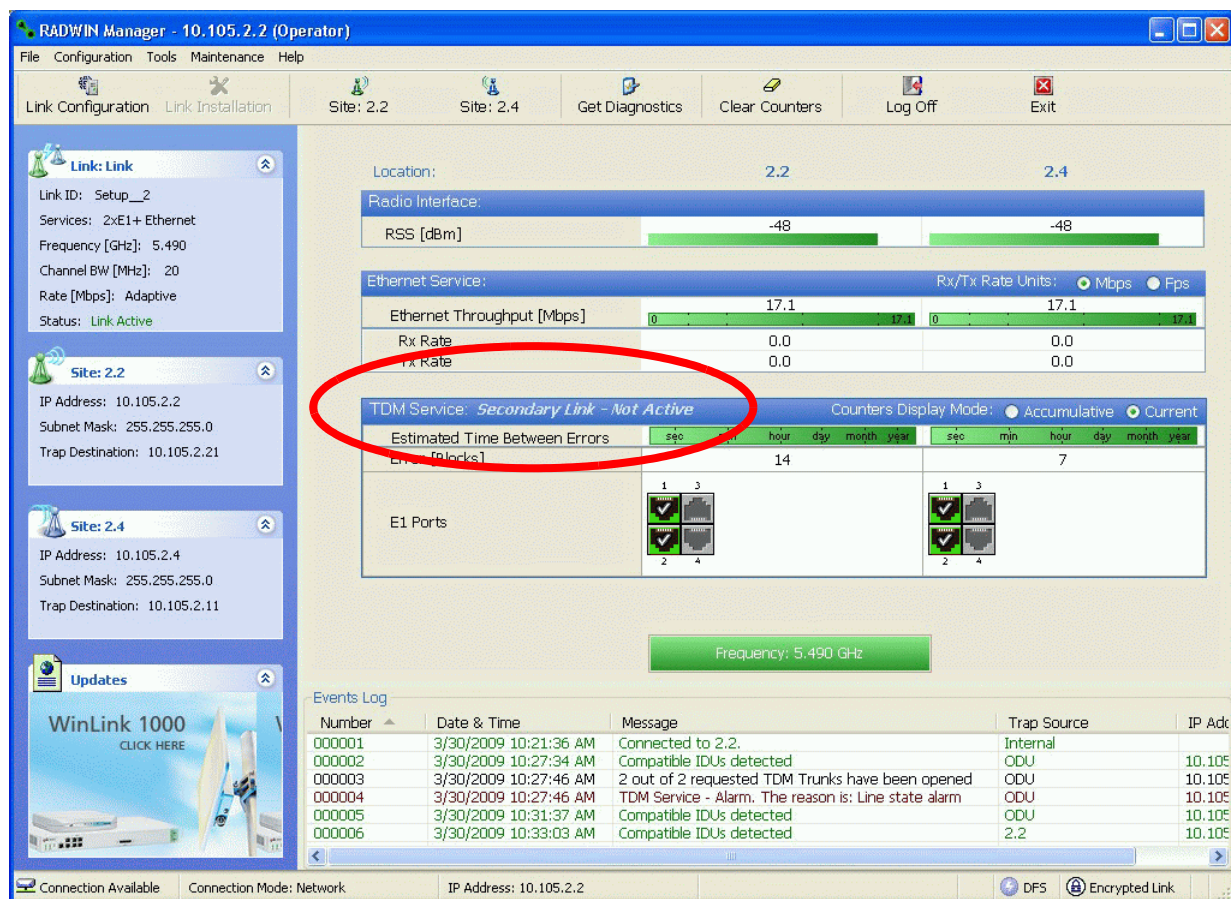 RADWIN Manager - 10.105.2.2 (Operator)
File Configuration Tools Maintenance Help
Link Configuration Link Installation Site: 2.2 Site: 2.4 Get Diagnostics Clear Counters Log Off Exit
Link: Link
Link ID: Setup__2
Services: 2xE1+ Ethernet
Frequency [GHz]: 5.490
Channel BW [MHz]: 20
Rate [Mbps]: Adaptive
Status: Link Active
Site: 2.2
IP Address: 10.105.2.2
Subnet Mask: 255.255.255.0
Trap Destination: 10.105.2.21
Site: 2.4
IP Address: 10.105.2.4
Subnet Mask: 255.255.255.0
Trap Destination: 10.105.2.11
Updates
WinLink 1000
CLICK HERE
Location: 2.2 2.4
Radio Interface:
RSS [dBm] -48 -48
Ethernet Service: Rx/Tx Rate Units: Mbps Fps
Ethernet Throughput [Mbps] 17.1 17.1
0 17.1 0 17.1
Rx Rate 0.0 0.0
Tx Rate 0.0 0.0
TDM Service: Secondary Link - Not Active Counters Display Mode: Accumulative Current
Estimated Time Between Errors sec min hour day month year sec min hour day month year
Error [Blocks] 14 7
1 3 1 3
E1 Ports
2 4 2 4
Frequency: 5.490 GHz
Events Log
Number Date & Time Message Trap Source IP Adc
000001 3/30/2009 10:21:36 AM Connected to 2.2. Internal
000002 3/30/2009 10:27:34 AM Compatible IDUs detected ODU 10.105
000003 3/30/2009 10:27:46 AM 2 out of 2 requested TDM Trunks have been opened ODU 10.105
000004 3/30/2009 10:27:46 AM TDM Service - Alarm. The reason is: Line state alarm ODU 10.105
000005 3/30/2009 10:31:37 AM Compatible IDUs detected ODU 10.105
000006 3/30/2009 10:33:03 AM Compatible IDUs detected 2.2 10.105
Connection Available Connection Mode: Network IP Address: 10.105.2.2 DFS Encrypted Link